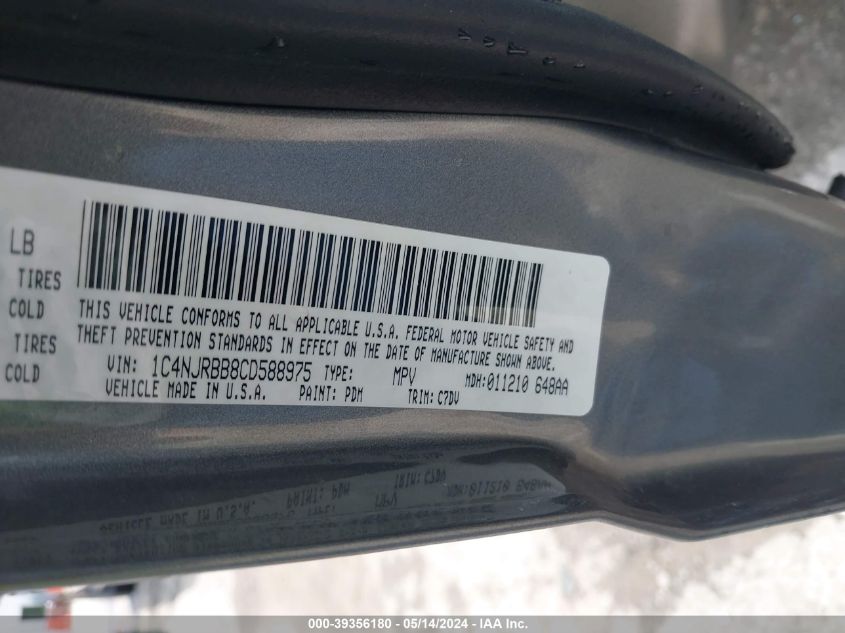 LB
TIRES
COLD
TIRES
COLD
THIS VEHICLE CONFORMS TO ALL APPLICABLE U.S.A. FEDERAL MOTOR VEHICLE SAFETY AND
THEFT PREVENTION STANDARDS IN EFFECT ON THE DATE OF MANUFACTURE SHOWN ABOVE.
VIN: 1C4NJRBB8CD588975 TYPE: MPV MDH:011210 648AA
VEHICLE MADE IN U.S.A. PAINT: PDM TRIM: C7DV
000-39356180 - 05/14/2024 - IAA Inc.